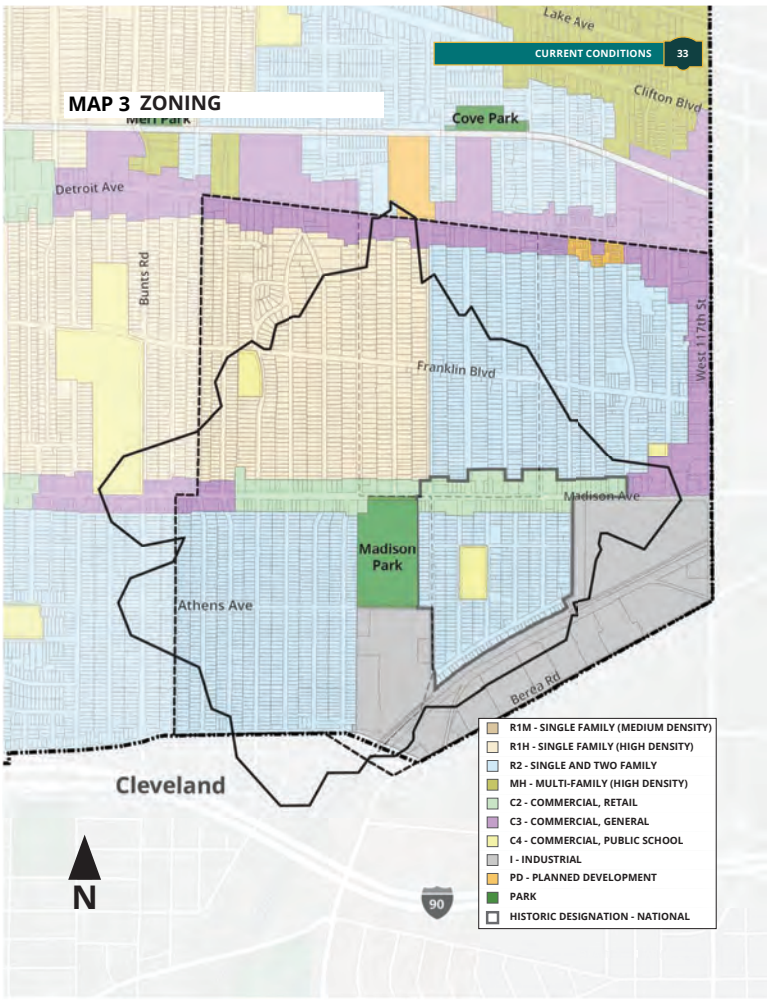 Lake Ave
CURRENT CONDITIONS 33
Clifton Blvd
MAP 3 ZONING
Merl Park
Cove Park
Detroit Ave
Bunts Rd
West 117th St
Franklin Blvd
Madison Ave
Madison
Park
Athens Ave
Berea Rd
Cleveland
N
90
R1M - SINGLE FAMILY (MEDIUM DENSITY)
R1H - SINGLE FAMILY (HIGH DENSITY)
R2 - SINGLE AND TWO FAMILY
MH - MULTI-FAMILY (HIGH DENSITY)
C2 - COMMERCIAL, RETAIL
C3 - COMMERCIAL, GENERAL
C4 - COMMERCIAL, PUBLIC SCHOOL
I - INDUSTRIAL
PD - PLANNED DEVELOPMENT
PARK
HISTORIC DESIGNATION - NATIONAL